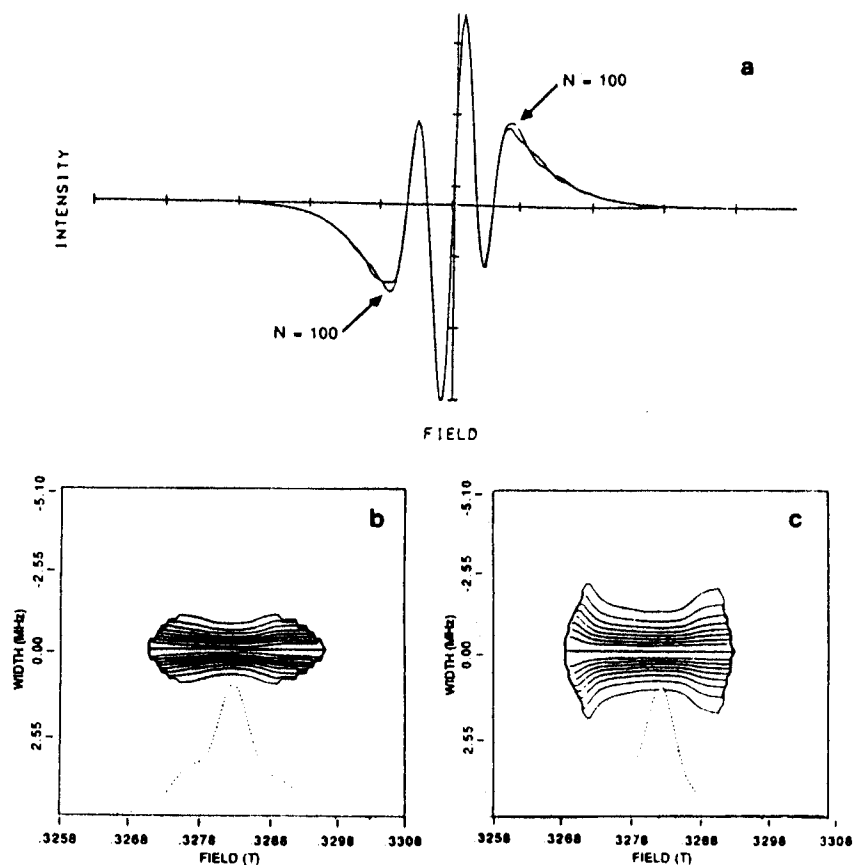 a
N = 100
INTENSITY
N = 100
FIELD
b
-5.10
-2.55
0.00
2.55
WIDTH (MHz)
.3258 .3268 .3278 .3288 .3298 .3308
FIELD (T)
c
-5.10
-2.55
0.00
2.55
WIDTH (MHz)
.3258 .3268 .3278 .3288 .3298 .3308
FIELD (T)